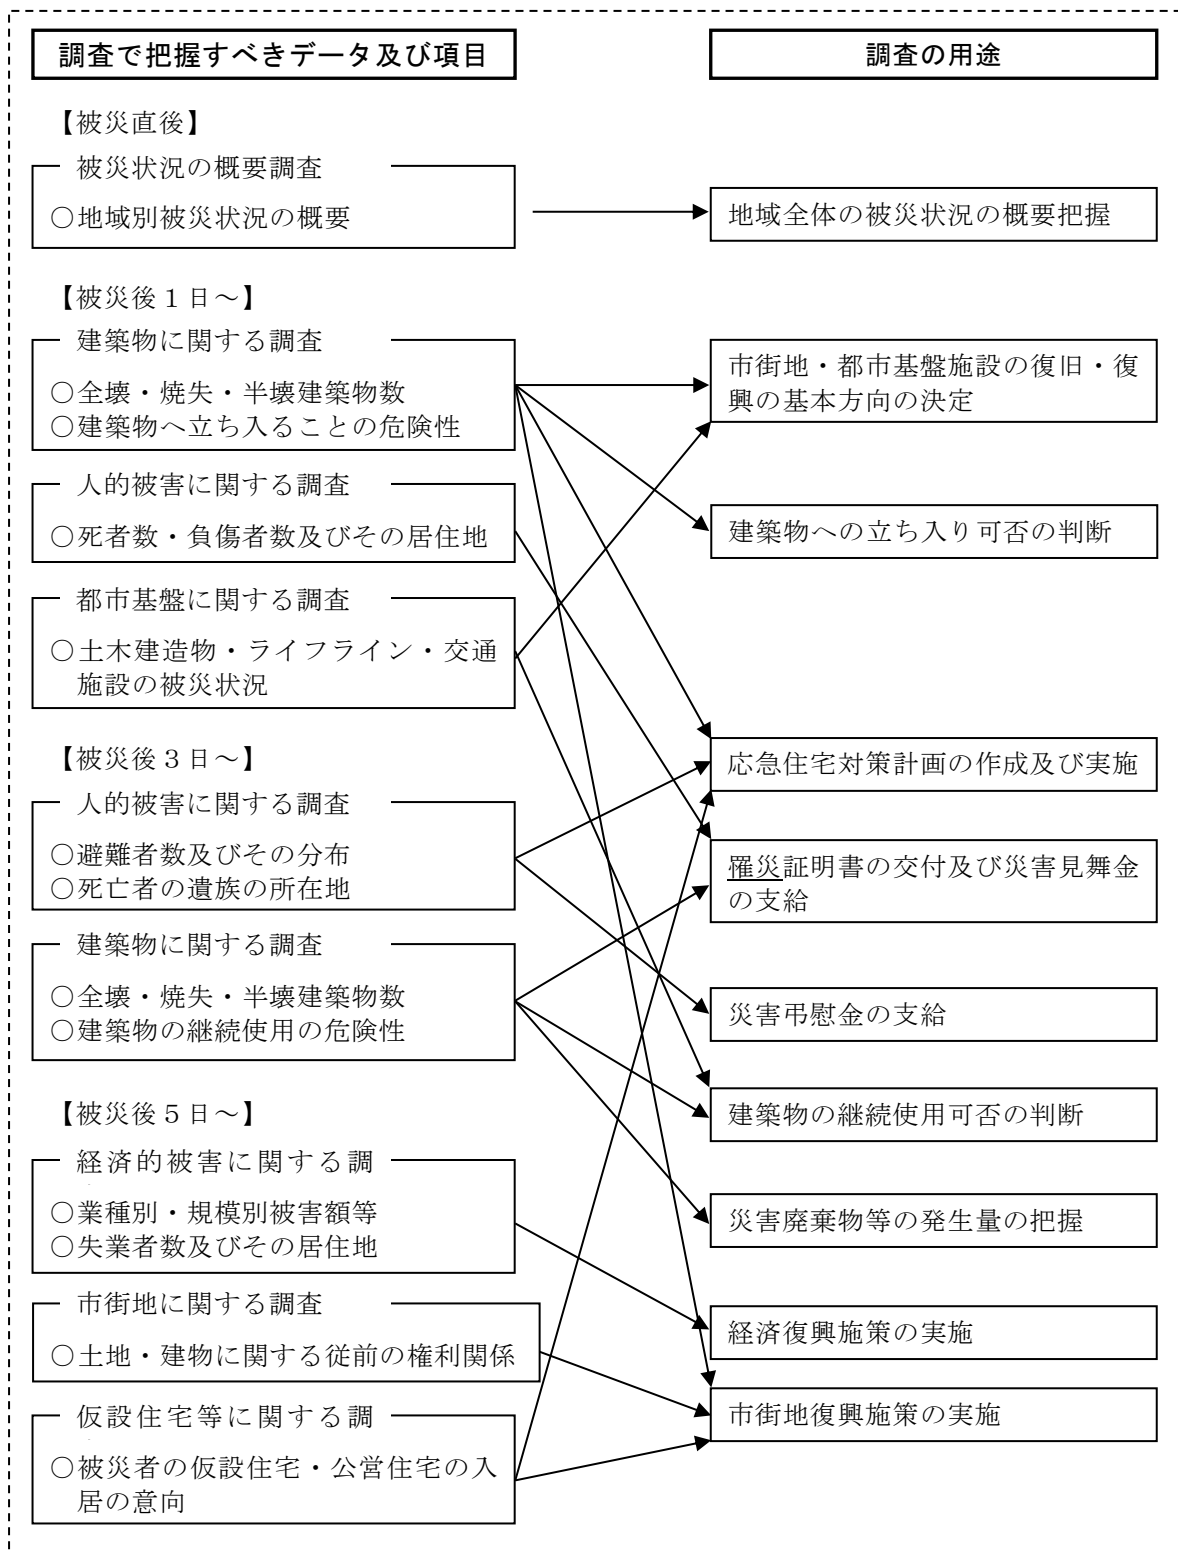 調査で把握すべきデータ及び項目
調査の用途
【被災直後】
被災状況の概要調査
○地域別被災状況の概要
地域全体の被災状況の概要把握
【被災後１日～】
建築物に関する調査
○全壊・焼失・半壊建築物数
○建築物へ立ち入ることの危険性
市街地・都市基盤施設の復旧・復
興の基本方向の決定
人的被害に関する調査
○死者数・負傷者数及びその居住地
建築物への立ち入り可否の判断
都市基盤に関する調査
○土木建造物・ライフライン・交通
施設の被災状況
【被災後３日～】
応急住宅対策計画の作成及び実施
人的被害に関する調査
○避難者数及びその分布
○死亡者の遺族の所在地
罹災証明書の交付及び災害見舞金
の支給
建築物に関する調査
○全壊・焼失・半壊建築物数
○建築物の継続使用の危険性
災害弔慰金の支給
【被災後５日～】
建築物の継続使用可否の判断
経済的被害に関する調
○業種別・規模別被害額等
○失業者数及びその居住地
災害廃棄物等の発生量の把握
市街地に関する調査
○土地・建物に関する従前の権利関係
経済復興施策の実施
仮設住宅等に関する調
○被災者の仮設住宅・公営住宅の入
居の意向
市街地復興施策の実施